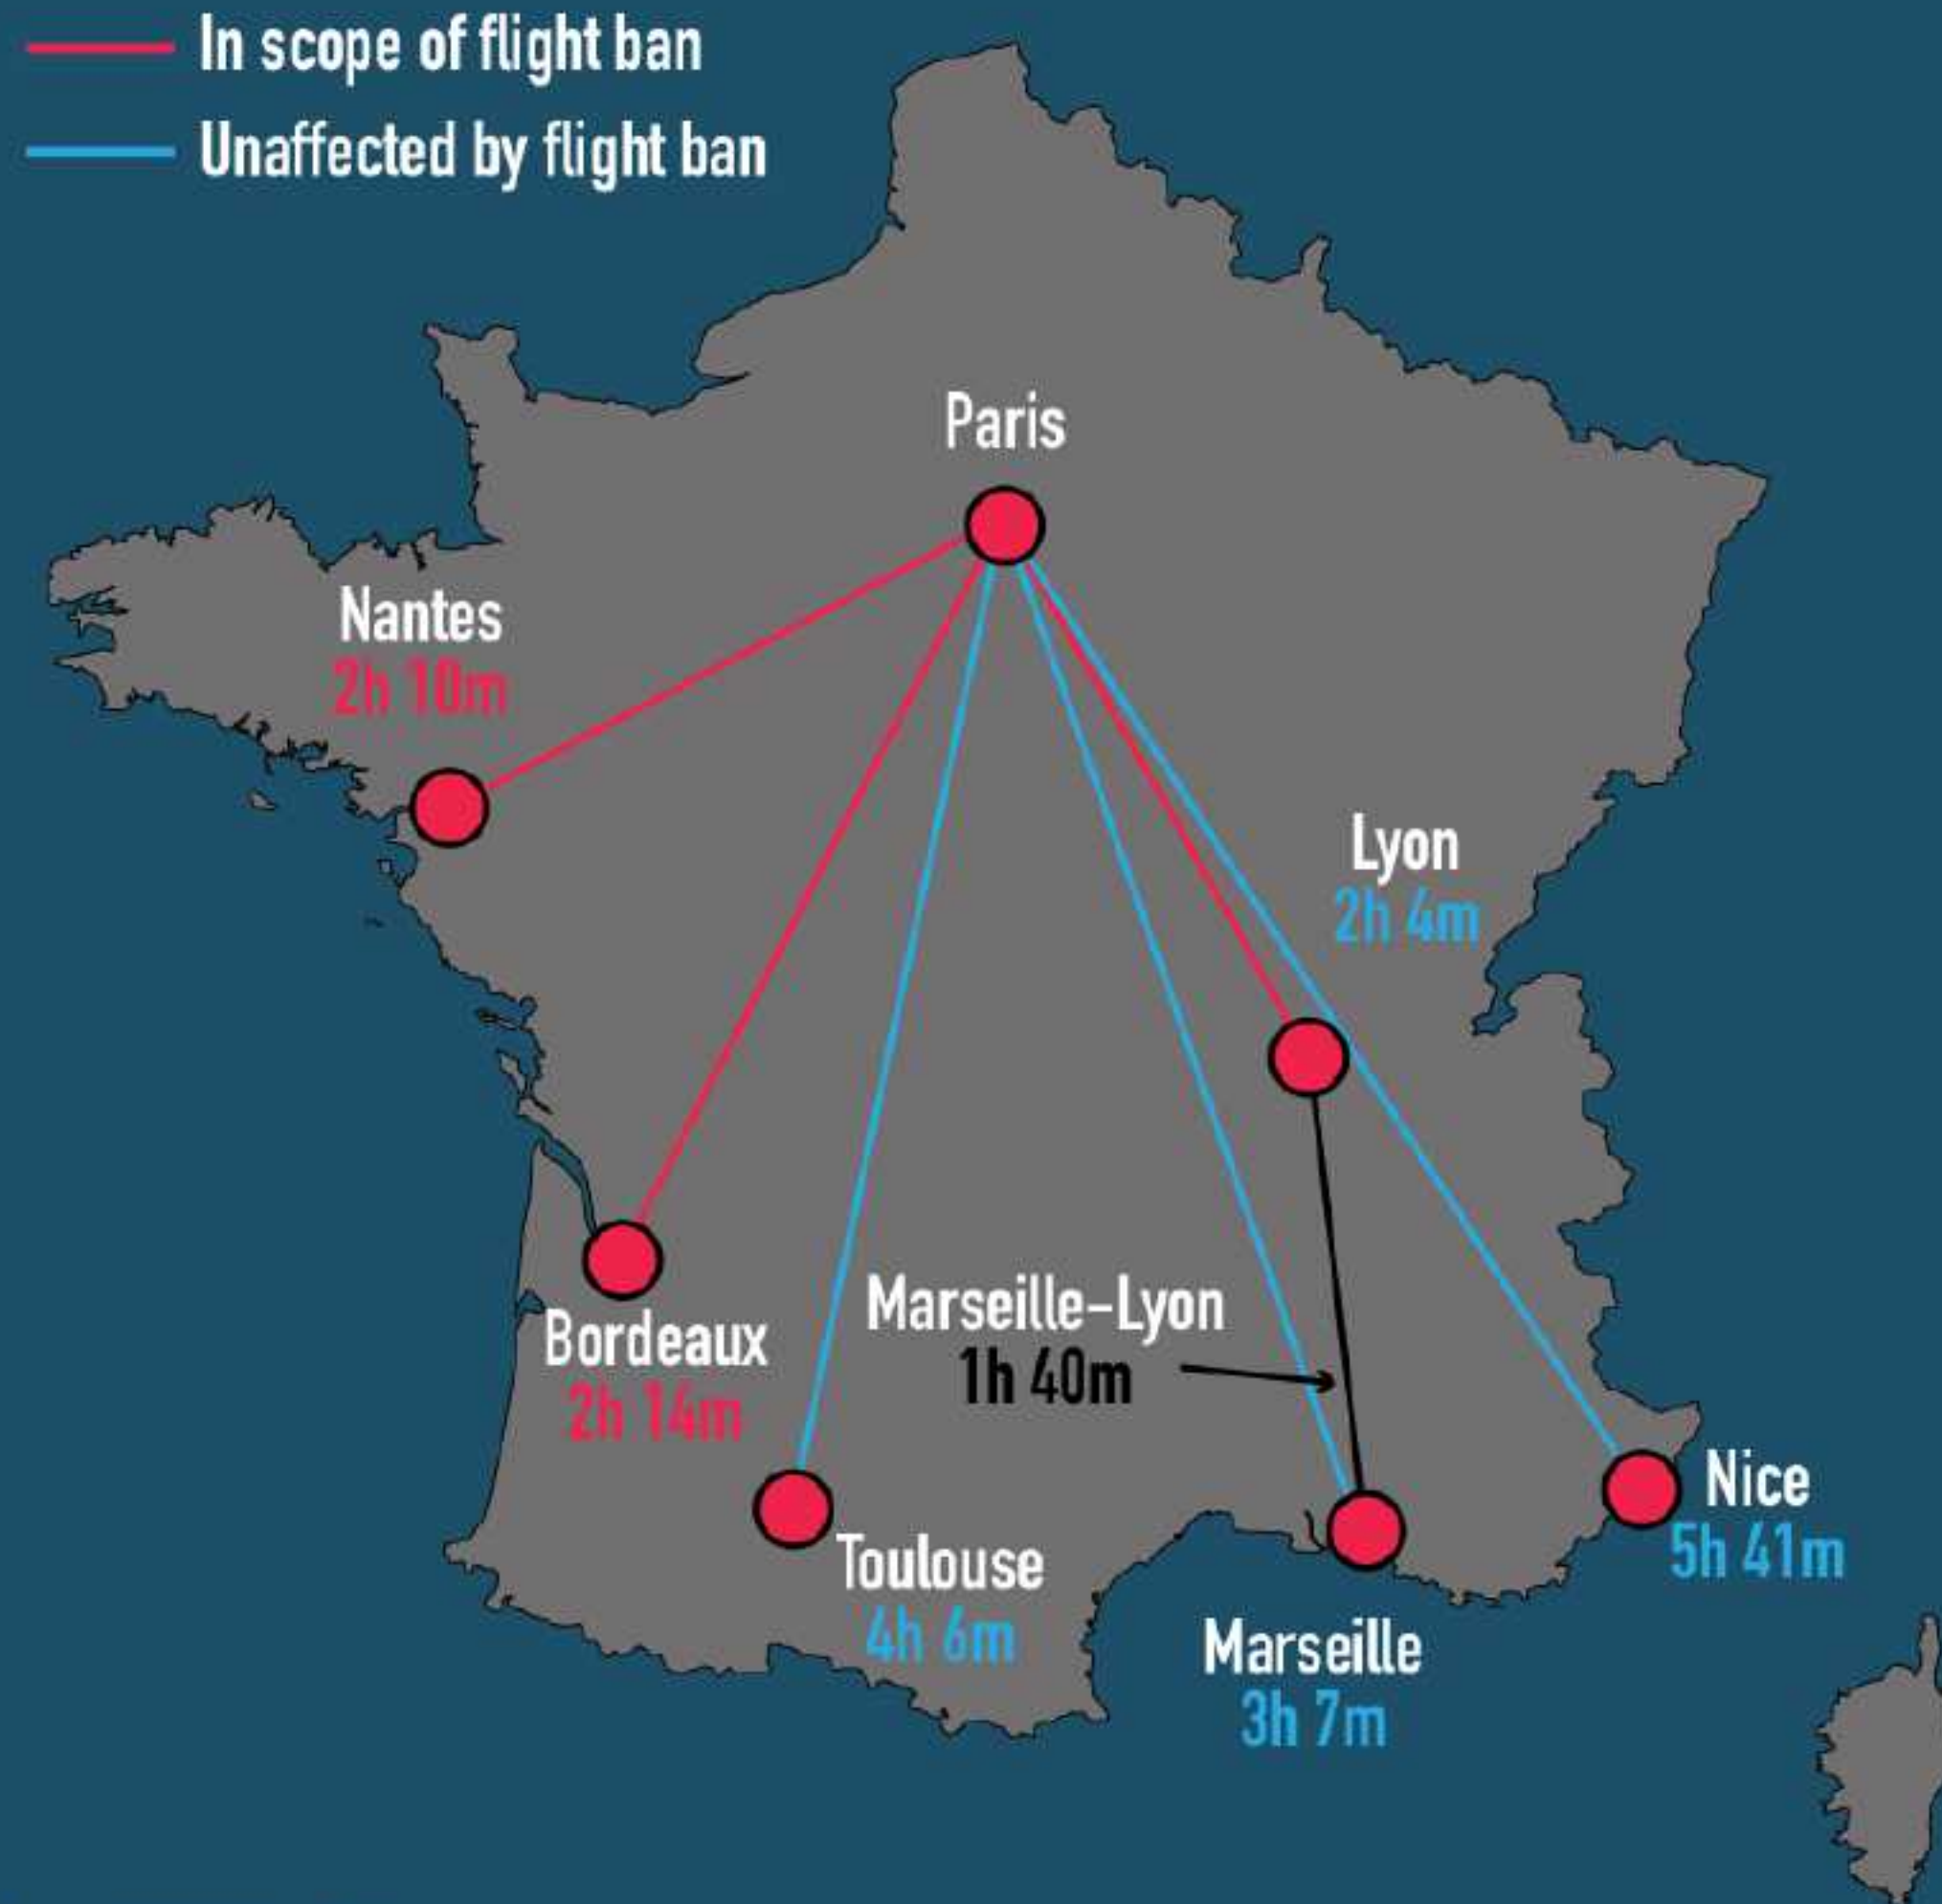 In scope of flight ban
Unaffected by flight ban
Paris
Nantes
2h 10m
Lyon
2h 4m
Marseille-Lyon
1h 40m
Bordeaux
2h 14m
Nice
5h 41m
Toulouse
4h 6m
Marseille
3h 7m